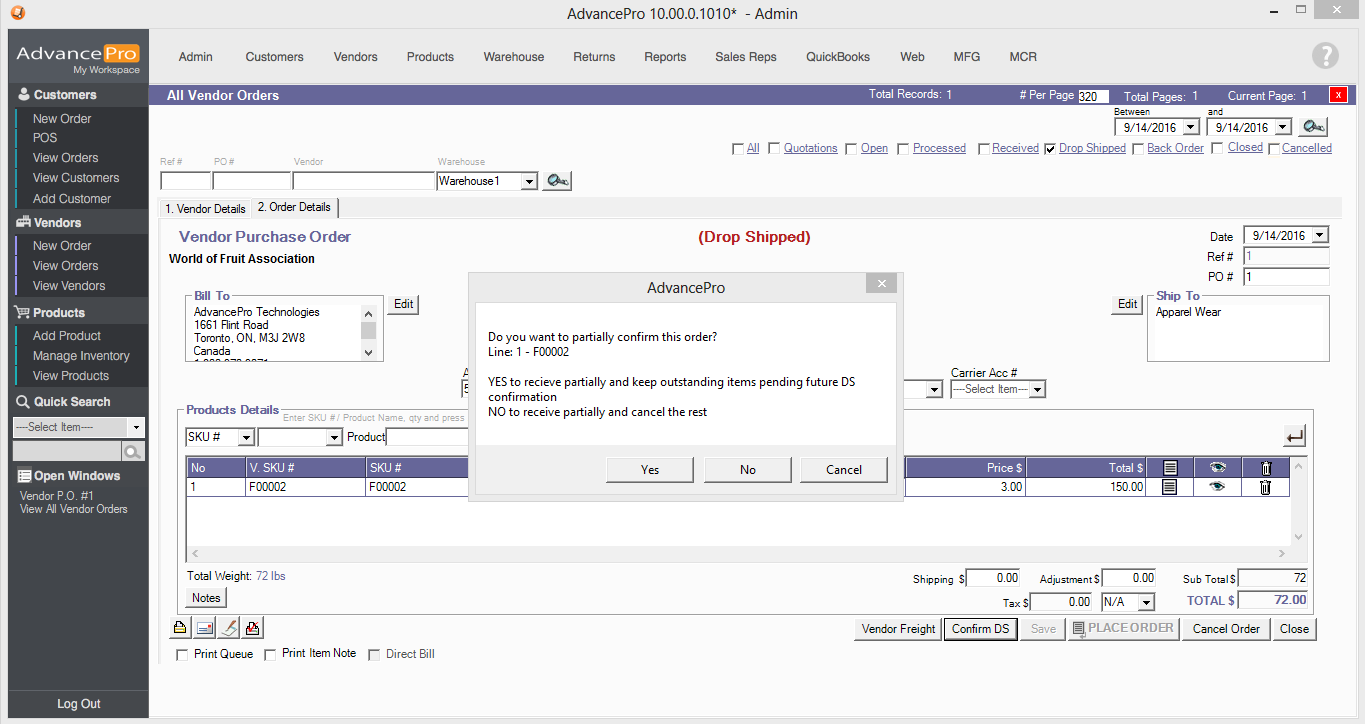 AdvancePro 10.00.0.1010* - Admin
AdvancePro
My Workspace
Admin Customers Vendors Products Warehouse Returns Reports Sales Reps QuickBooks Web MFG MCR ?
Customers
New Order
POS
View Orders
View Customers
Add Customer
Vendors
New Order
View Orders
View Vendors
Products
Add Product
Manage Inventory
View Products
Quick Search
----Select Item----
Open Windows
Vendor P.O. #1
View All Vendor Orders
Log Out
All Vendor Orders Total Records: 1 # Per Page 320 Total Pages: 1 Current Page: 1 x
Between and
9/14/2016 9/14/2016
All Quotations Open Processed Received Drop Shipped Back Order Closed Cancelled
Ref # PO # Vendor Warehouse
Warehouse1
1. Vendor Details 2. Order Details
Vendor Purchase Order (Drop Shipped) Date 9/14/2016
World of Fruit Association Ref # 1
PO # 1
Bill To Edit
AdvancePro Technologies
1661 Flint Road
Toronto, ON, M3J 2W8
Canada
Edit Ship To
Apparel Wear
Carrier Acc #
----Select Item----
AdvancePro
Do you want to partially confirm this order?
Line: 1 - F00002
YES to recieve partially and keep outstanding items pending future DS
confirmation
NO to receive partially and cancel the rest
Yes No Cancel
Products Details Enter SKU # / Product Name, qty and press
SKU # Product
No V. SKU # SKU # Price $ Total $
1 F00002 F00002 3.00 150.00
Total Weight: 72 lbs Shipping $ 0.00 Adjustment $ 0.00 Sub Total $ 72
Notes Tax $ 0.00 N/A TOTAL $ 72.00
Vendor Freight Confirm DS Save PLACE ORDER Cancel Order Close
Print Queue Print Item Note Direct Bill